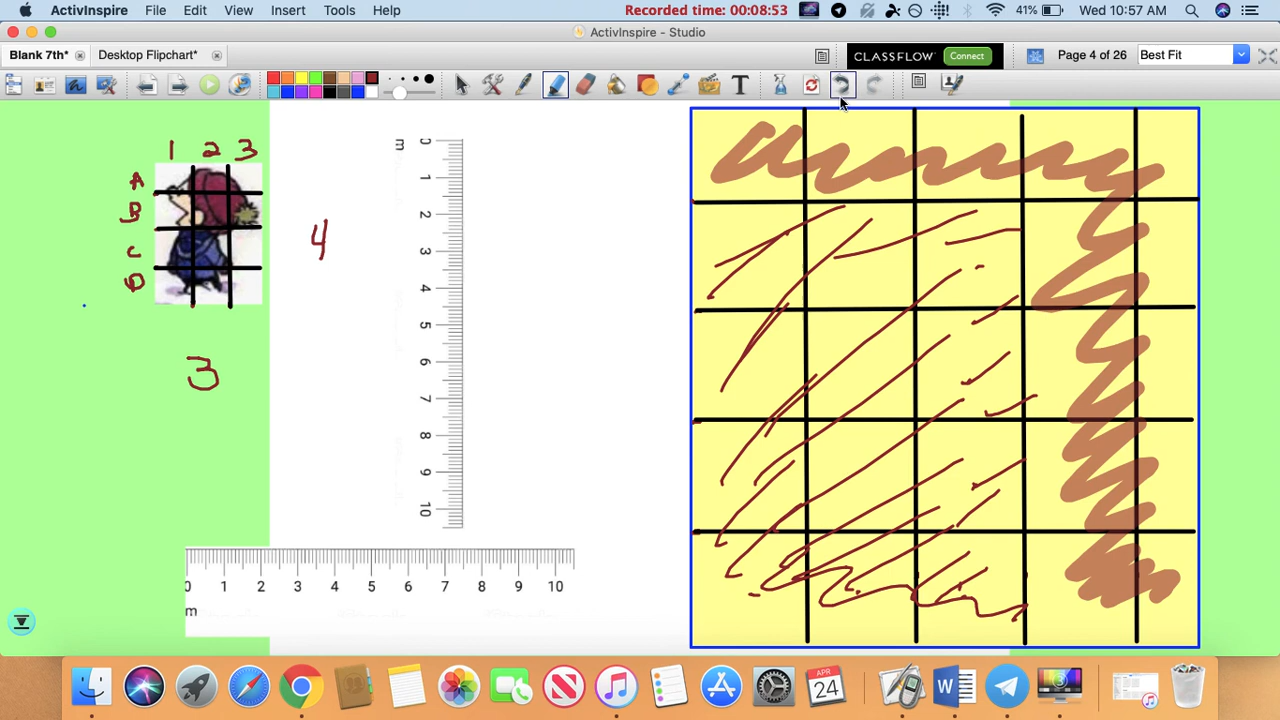 ActivInspire File Edit View Insert Tools Help Recorded time: 00:08:53 41% Wed 10:57 AM
ActivInspire - Studio
Blank 7th* Desktop Flipchart* CLASSFLOW Connect Page 4 of 26 Best Fit
T
1 2 3
A
B
C
D
3
4
m
0
1
2
3
4
5
6
7
8
9
10
0 1 2 3 4 5 6 7 8 9 10
m
APR
24
W